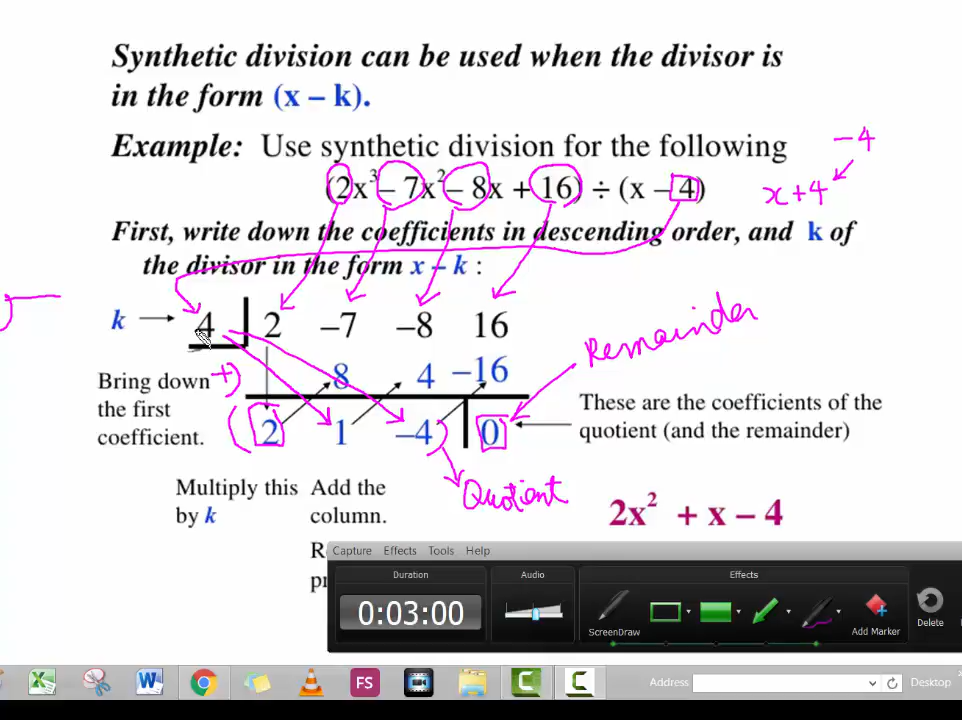 Synthetic division can be used when the divisor is
in the form (x – k).
Example: Use synthetic division for the following
–4
(2x³– 7x²– 8x + 16) ÷ (x – 4)
x+4
First, write down the coefficients in descending order, and k of
the divisor in the form x – k :
k 4 2 –7 –8 16
Remainder
8 4 –16
Bring down
the first
coefficient.
+)
(2 1 –4) 0
These are the coefficients of the
quotient (and the remainder)
Quotient
Multiply this
by k
Add the
column.
2x² + x – 4
Capture Effects Tools Help
Duration Audio Effects
0:03:00
ScreenDraw
Add Marker
Delete
FS
Address
Desktop